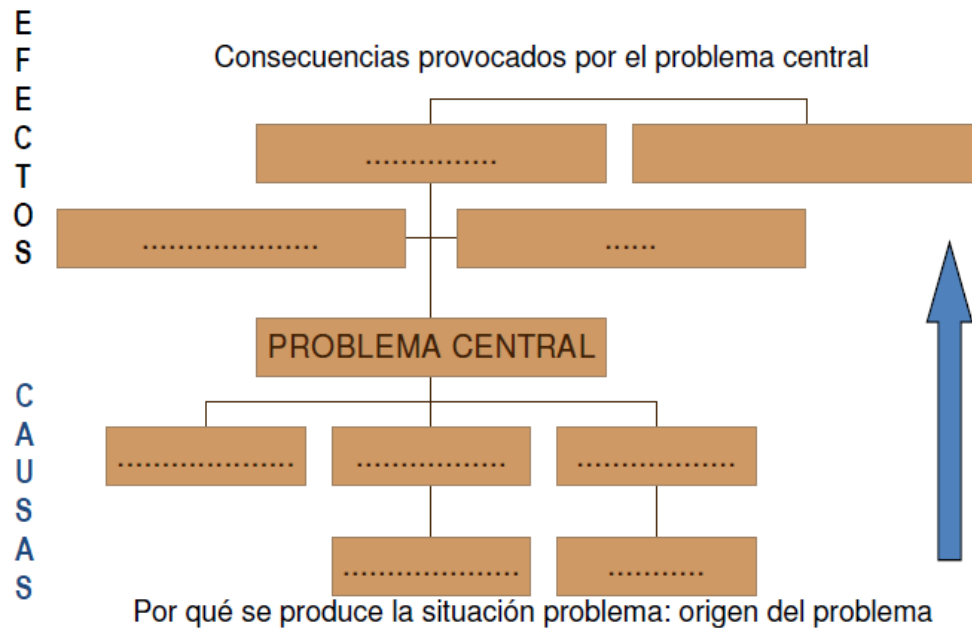 EFECTOS
Consecuencias provocados por el problema central
...............
....................
......
PROBLEMA CENTRAL
CAUSAS
....................
.................
..................
....................
...........
Por qué se produce la situación problema: origen del problema